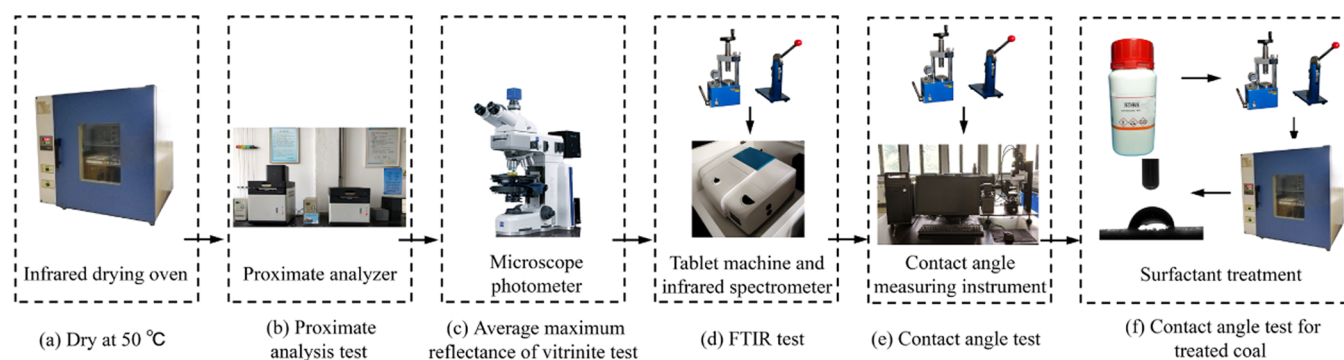 SDBS
Infrared drying oven
Proximate analyzer
Microscope
photometer
Tablet machine and
infrared spectrometer
Contact angle
measuring instrument
Surfactant treatment
(a) Dry at 50 ℃
(b) Proximate
analysis test
(c) Average maximum
reflectance of vitrinite test
(d) FTIR test
(e) Contact angle test
(f) Contact angle test for
treated coal